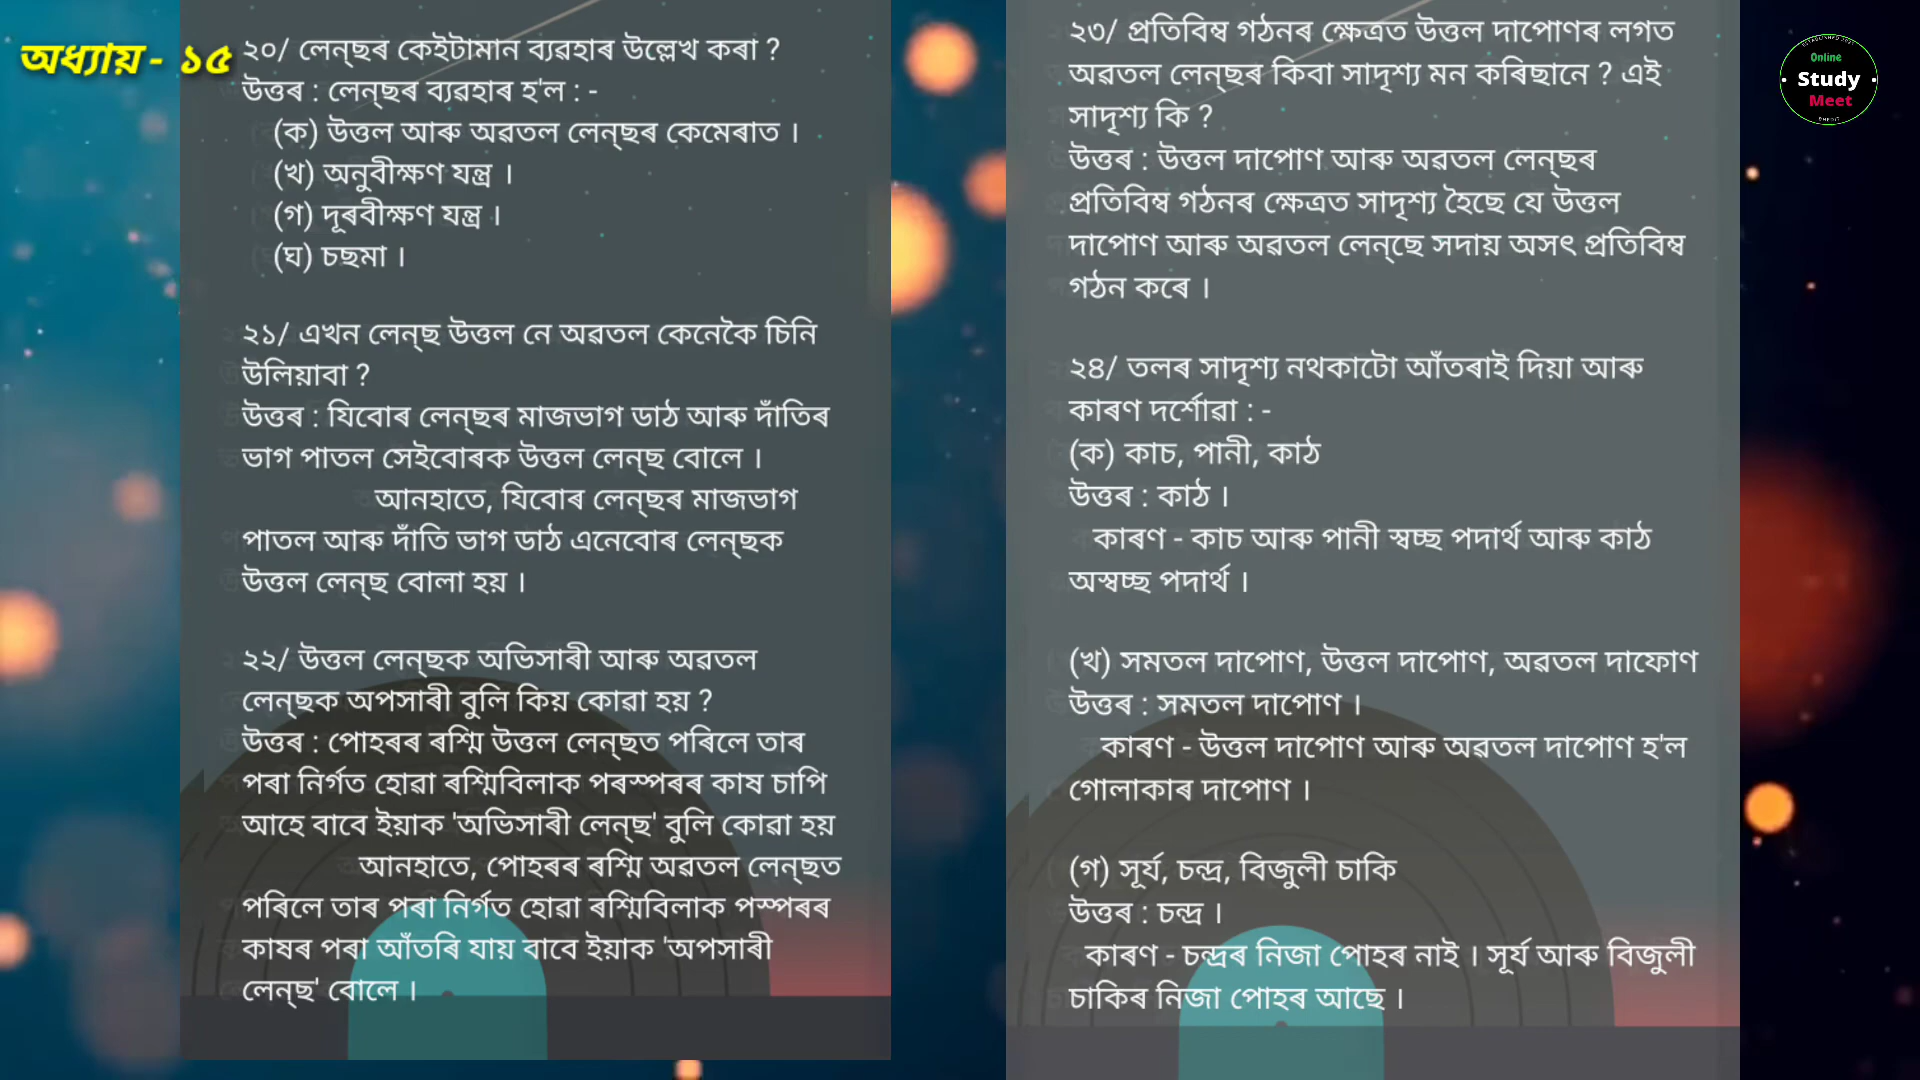 অধ্যায় - ১৫
২০/ লেন্‌ছৰ কেইটামান ব্যৱহাৰ উল্লেখ কৰা ?
উত্তৰ : লেন্‌ছৰ ব্যৱহাৰ হ'ল : -
(ক) উত্তল আৰু অৱতল লেন্‌ছৰ কেমেৰাত ।
(খ) অনুবীক্ষণ যন্ত্ৰ ।
(গ) দূৰবীক্ষণ যন্ত্ৰ ।
(ঘ) চছমা ।
২১/ এখন লেন্‌ছ উত্তল নে অৱতল কেনেকৈ চিনি
উলিয়াবা ?
উত্তৰ : যিবোৰ লেন্‌ছৰ মাজভাগ ডাঠ আৰু দাঁতিৰ
ভাগ পাতল সেইবোৰক উত্তল লেন্‌ছ বোলে ।
আনহাতে, যিবোৰ লেন্‌ছৰ মাজভাগ
পাতল আৰু দাঁতি ভাগ ডাঠ এনেবোৰ লেন্‌ছক
উত্তল লেন্‌ছ বোলা হয় ।
২২/ উত্তল লেন্‌ছক অভিসাৰী আৰু অৱতল
লেন্‌ছক অপসাৰী বুলি কিয় কোৱা হয় ?
উত্তৰ : পোহৰৰ ৰশ্মি উত্তল লেন্‌ছত পৰিলে তাৰ
পৰা নিৰ্গত হোৱা ৰশ্মিবিলাক পৰস্পৰৰ কাষ চাপি
আহে বাবে ইয়াক 'অভিসাৰী লেন্‌ছ' বুলি কোৱা হয়
আনহাতে, পোহৰৰ ৰশ্মি অৱতল লেন্‌ছত
পৰিলে তাৰ পৰা নিৰ্গত হোৱা ৰশ্মিবিলাক পস্পৰৰ
কাষৰ পৰা আঁতৰি যায় বাবে ইয়াক 'অপসাৰী
লেন্‌ছ' বোলে ।
২৩/ প্ৰতিবিম্ব গঠনৰ ক্ষেত্ৰত উত্তল দাপোণৰ লগত
অৱতল লেন্‌ছৰ কিবা সাদৃশ্য মন কৰিছানে ? এই
সাদৃশ্য কি ?
উত্তৰ : উত্তল দাপোণ আৰু অৱতল লেন্‌ছৰ
প্ৰতিবিম্ব গঠনৰ ক্ষেত্ৰত সাদৃশ্য হৈছে যে উত্তল
দাপোণ আৰু অৱতল লেন্‌ছে সদায় অসৎ প্ৰতিবিম্ব
গঠন কৰে ।
২৪/ তলৰ সাদৃশ্য নথকাটো আঁতৰাই দিয়া আৰু
কাৰণ দৰ্শোৱা : -
(ক) কাচ, পানী, কাঠ
উত্তৰ : কাঠ ।
কাৰণ - কাচ আৰু পানী স্বচ্ছ পদাৰ্থ আৰু কাঠ
অস্বচ্ছ পদাৰ্থ ।
(খ) সমতল দাপোণ, উত্তল দাপোণ, অৱতল দাফোণ
উত্তৰ : সমতল দাপোণ ।
কাৰণ - উত্তল দাপোণ আৰু অৱতল দাপোণ হ'ল
গোলাকাৰ দাপোণ ।
(গ) সূৰ্য, চন্দ্ৰ, বিজুলী চাকি
উত্তৰ : চন্দ্ৰ ।
কাৰণ - চন্দ্ৰৰ নিজা পোহৰ নাই । সূৰ্য আৰু বিজুলী
চাকিৰ নিজা পোহৰ আছে ।
Online
Study
Meet